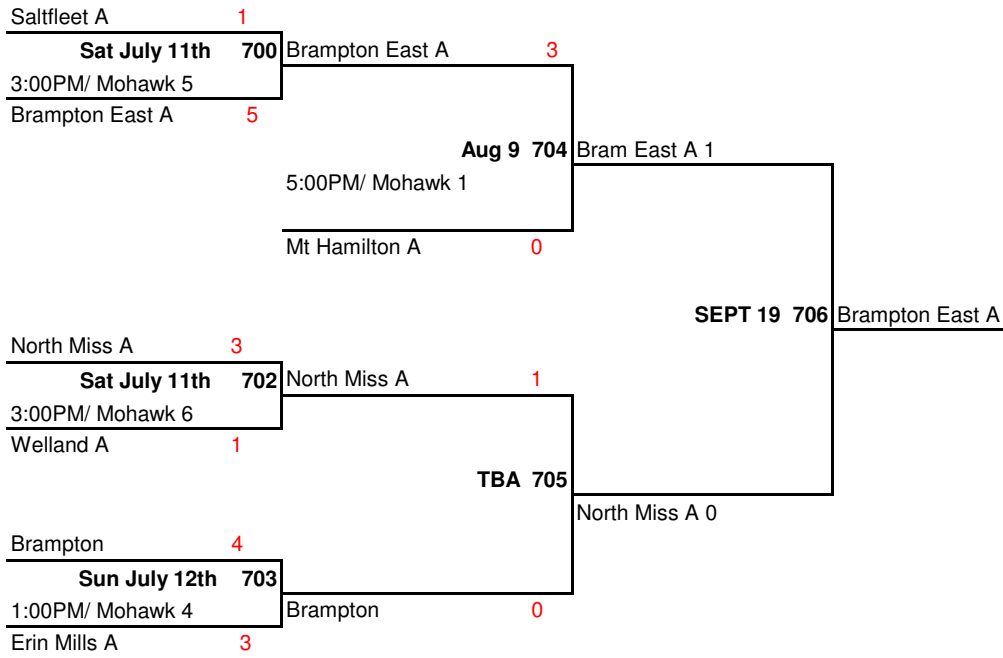 Saltfleet A 1
Sat July 11th 700 Brampton East A 3
3:00PM/ Mohawk 5
Brampton East A 5
Aug 9 704 Bram East A 1
5:00PM/ Mohawk 1
Mt Hamilton A 0
SEPT 19 706 Brampton East A
North Miss A 3
Sat July 11th 702 North Miss A 1
3:00PM/ Mohawk 6
Welland A 1
TBA 705
North Miss A 0
Brampton 4
Sun July 12th 703
1:00PM/ Mohawk 4 Brampton 0
Erin Mills A 3